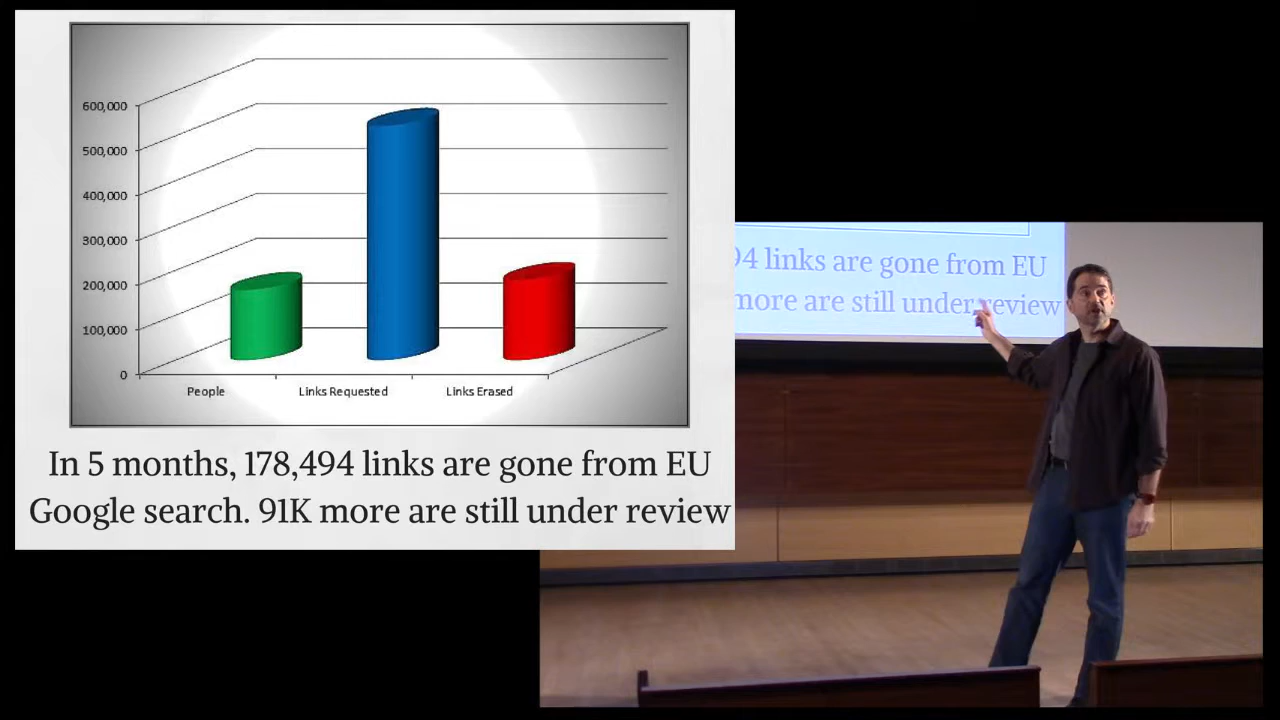 600,000
500,000
400,000
300,000
200,000
100,000
0
People Links Requested Links Erased
In 5 months, 178,494 links are gone from EU
Google search. 91K more are still under review
94 links are gone from EU
more are still under review